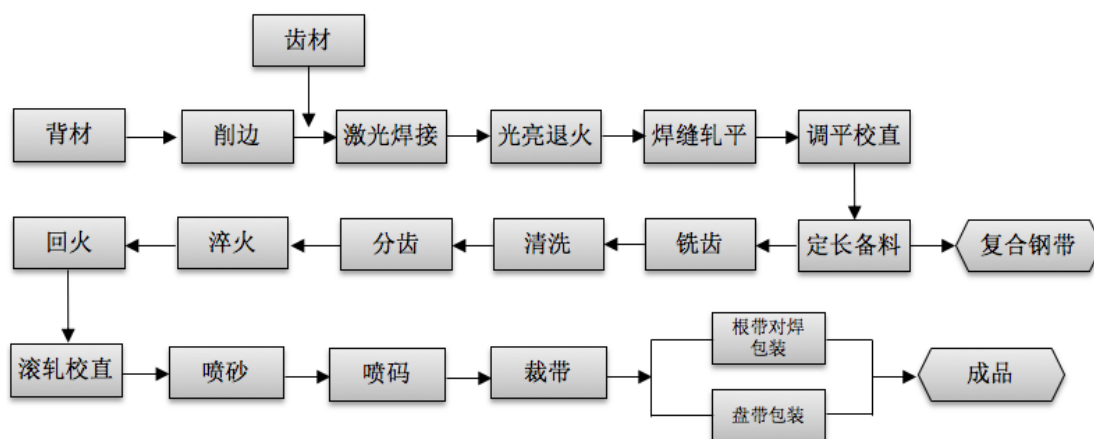 齿材
背材
削边
激光焊接
光亮退火
焊缝轧平
调平校直
回火
淬火
分齿
清洗
铣齿
定长备料
复合钢带
滚轧校直
喷砂
喷码
裁带
根带对焊
包装
盘带包装
成品